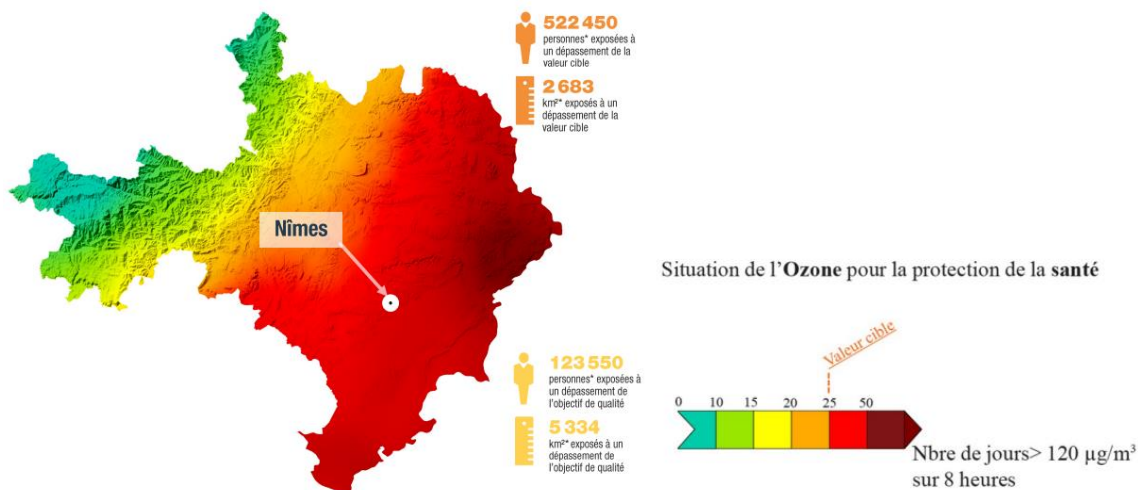 522 450
personnes* exposées à
un dépassement de la
valeur cible
2 683
km²* exposés à un
dépassement de la
valeur cible
Nîmes
Situation de l'Ozone pour la protection de la santé
123 550
personnes* exposées à
un dépassement de
l'objectif de qualité
5 334
km²* exposés à un
dépassement de
l'objectif de qualité
Valeur cible
0 10 15 20 25 50
Nbre de jours> 120 µg/m³
sur 8 heures